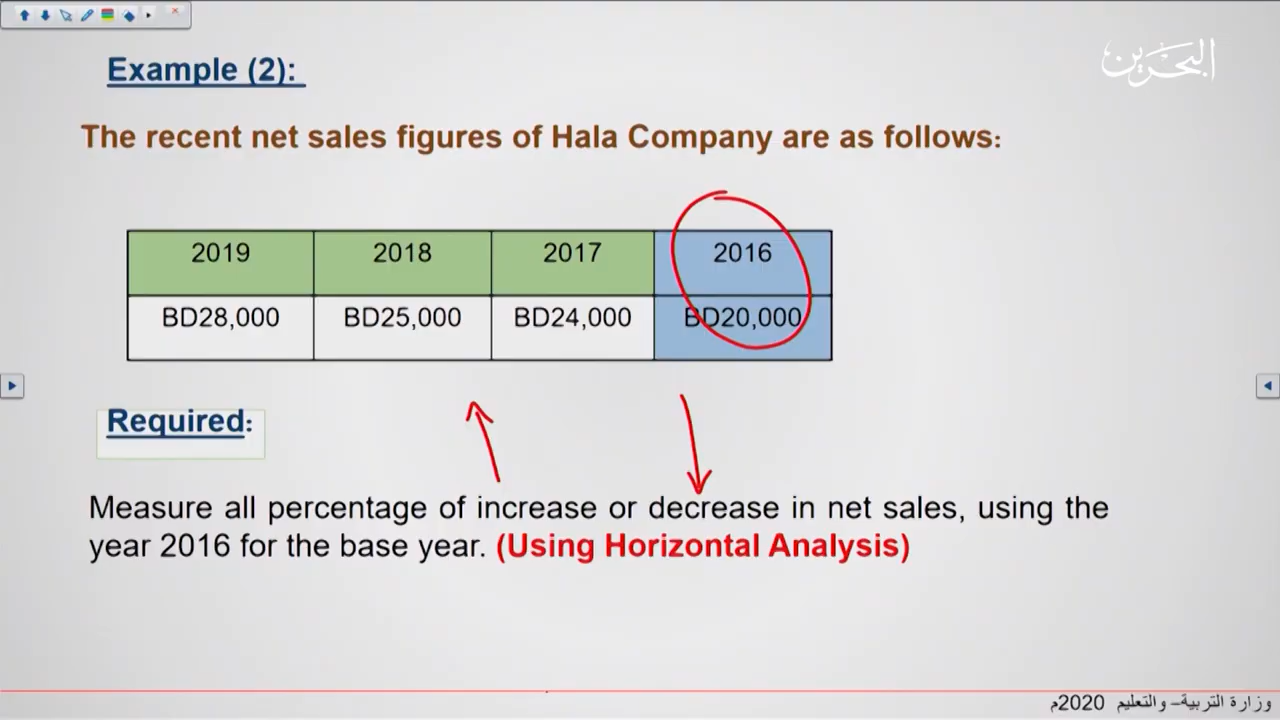 البحرين
Example (2):
The recent net sales figures of Hala Company are as follows:
2019 2018 2017 2016
BD28,000 BD25,000 BD24,000 BD20,000
Required:
Measure all percentage of increase or decrease in net sales, using the
year 2016 for the base year. (Using Horizontal Analysis)
وزارة التربية– والتعليم 2020م